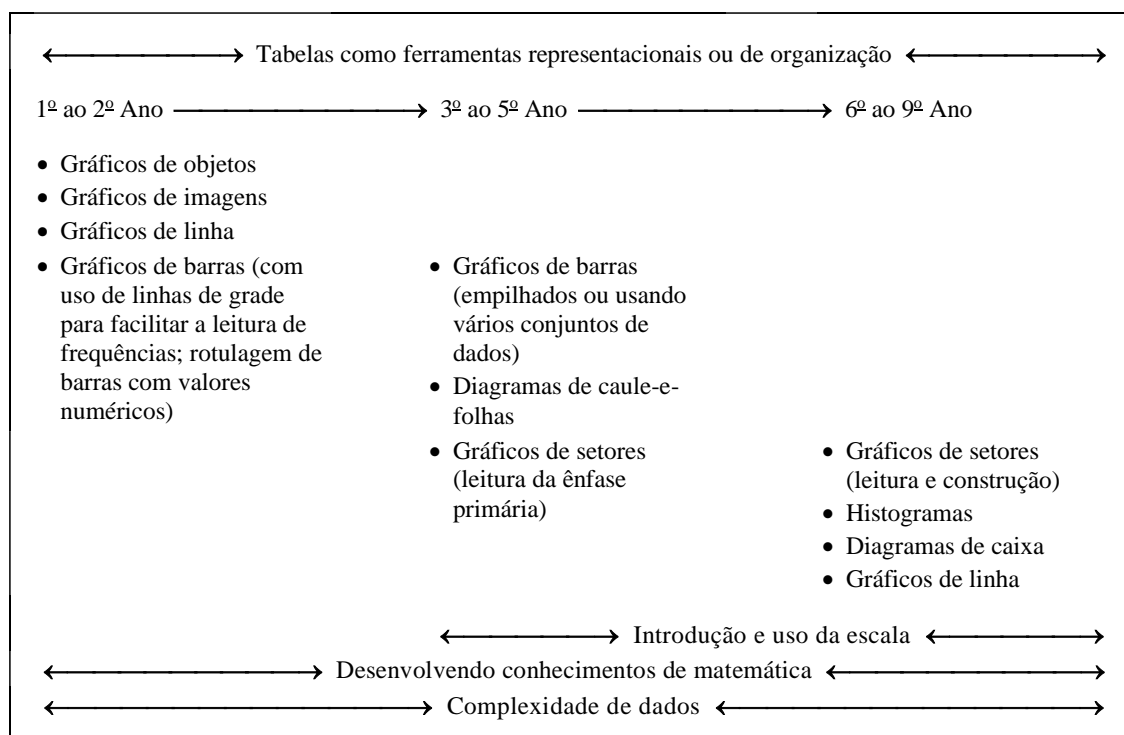 Tabelas como ferramentas representacionais ou de organização
1º ao 2º Ano 3º ao 5º Ano 6º ao 9º Ano
• Gráficos de objetos
• Gráficos de imagens
• Gráficos de linha
• Gráficos de barras (com
uso de linhas de grade
para facilitar a leitura de
frequências; rotulagem de
barras com valores
numéricos)
• Gráficos de barras
(empilhados ou usando
vários conjuntos de
dados)
• Diagramas de caule-e-
folhas
• Gráficos de setores
(leitura da ênfase
primária)
• Gráficos de setores
(leitura e construção)
• Histogramas
• Diagramas de caixa
• Gráficos de linha
Introdução e uso da escala
Desenvolvendo conhecimentos de matemática
Complexidade de dados